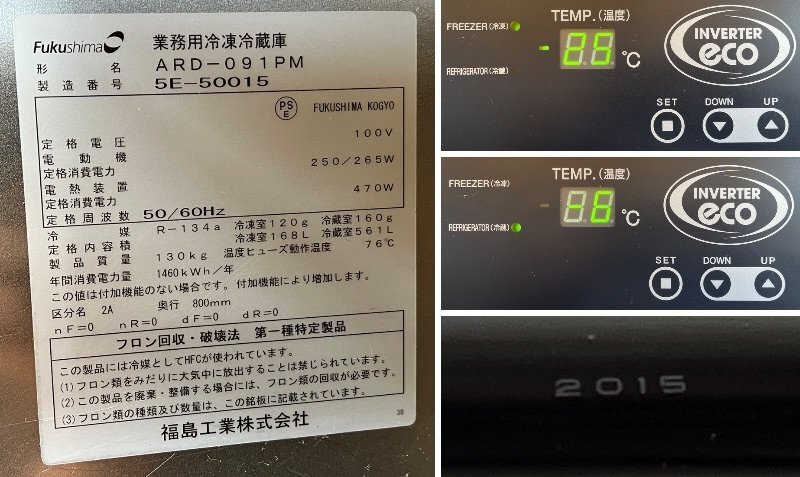 Fukushima
業務用冷凍冷蔵庫
形名 ARD-091PM
製造番号 5E-50015
PS E FUKUSHIMA KOGYO
定格電圧 100V
電動機
定格消費電力 250/265W
電熱装置
定格消費電力 470W
定格周波数 50/60Hz
冷媒 R-134a 冷凍室120g 冷蔵室160g
定格内容積 冷凍室168L 冷蔵室561L
製品質量 130kg 温度ヒューズ動作温度 76℃
年間消費電力量 1460kWh/年
この値は付加機能のない場合です。付加機能により増加します。
区分名 2A 奥行 800mm
nF=0 nR=0 dF=0 dR=0
フロン回収・破壊法 第一種特定製品
この製品には冷媒としてHFCが使われています。
(1)フロン類をみだりに大気中に放出することは禁じられています。
(2)この製品を廃棄・整備する場合には、フロン類の回収が必要です。
(3)フロン類の種類及び数量は、この銘板に記載されています。
福島工業株式会社
38
TEMP.(温度)
FREEZER(冷凍)
REFRIGERATOR(冷蔵)
-25 ℃
INVERTER
eco
SET DOWN UP
TEMP.(温度)
FREEZER(冷凍)
REFRIGERATOR(冷蔵)
-6 ℃
INVERTER
eco
SET DOWN UP
2015